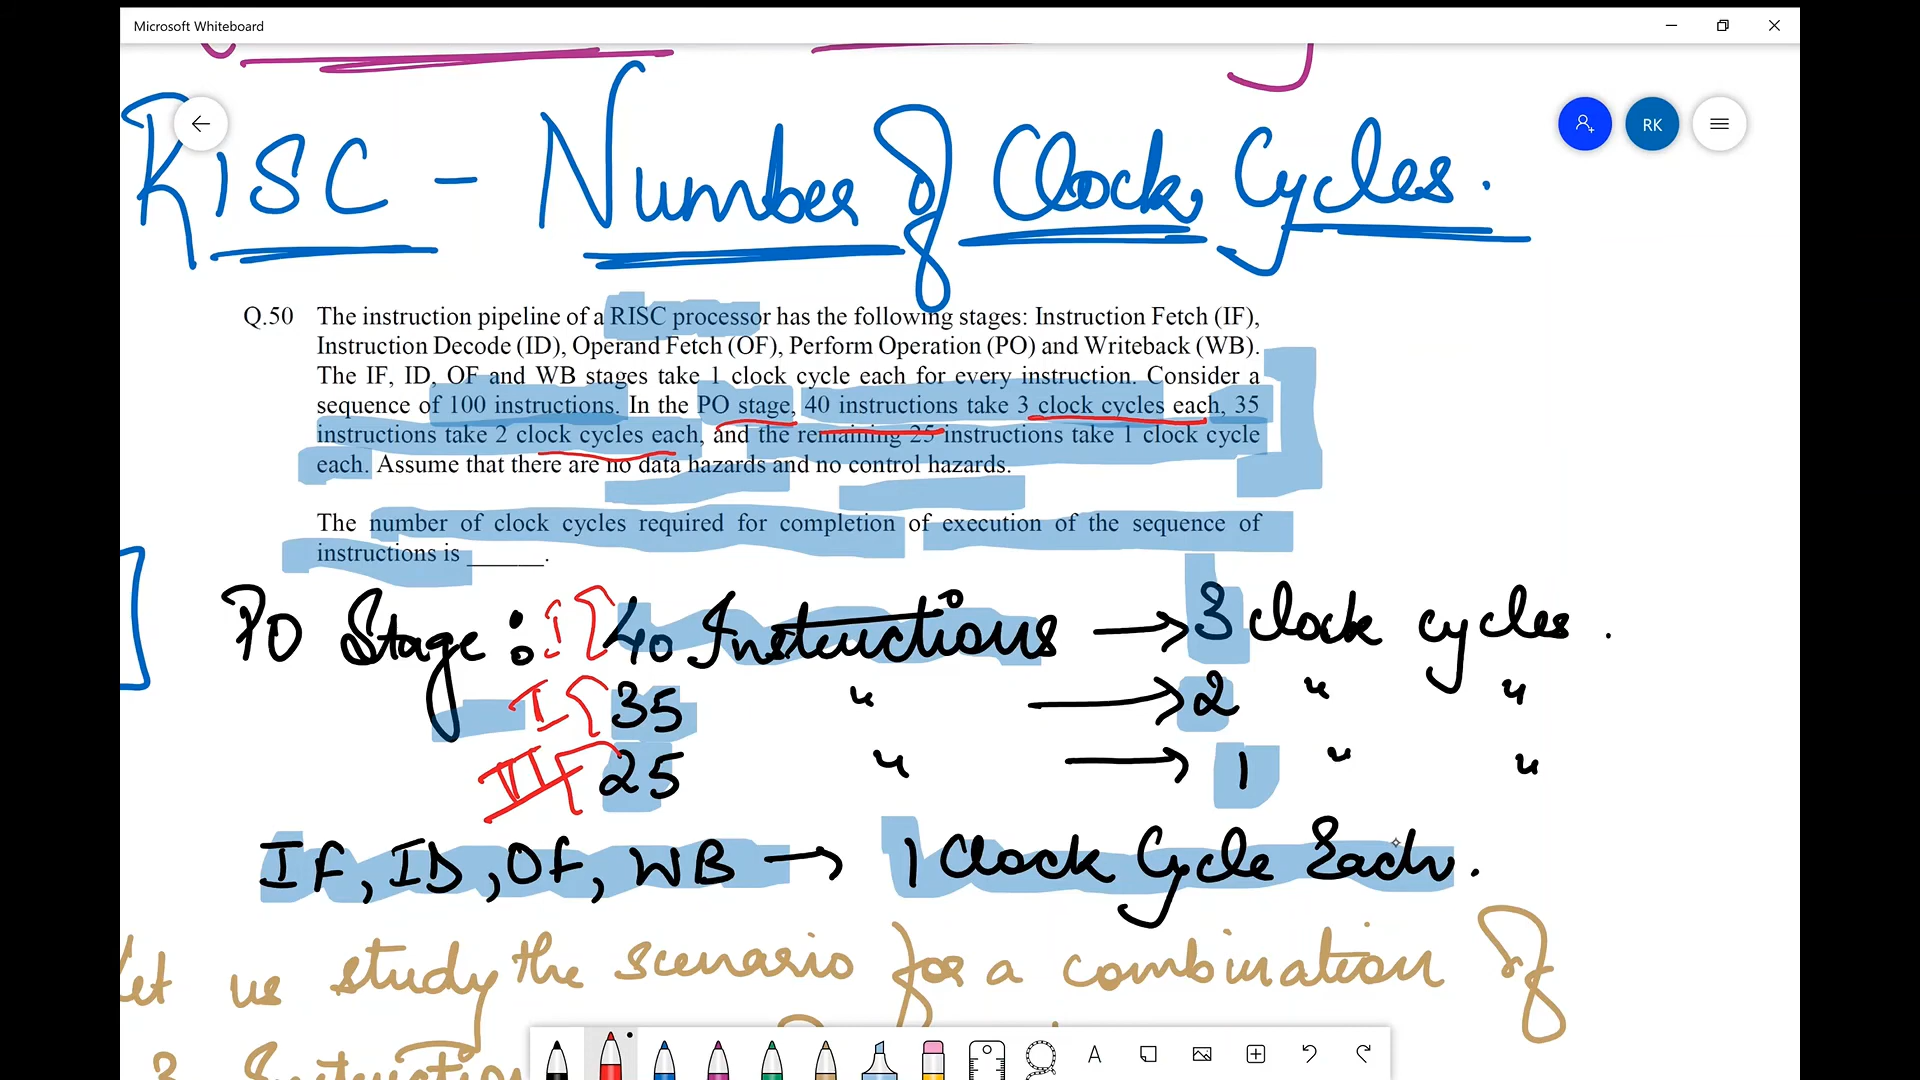 Microsoft Whiteboard
RISC - Number of Clock Cycles.
RK
Q.50 The instruction pipeline of a RISC processor has the following stages: Instruction Fetch (IF),
Instruction Decode (ID), Operand Fetch (OF), Perform Operation (PO) and Writeback (WB).
The IF, ID, OF and WB stages take 1 clock cycle each for every instruction. Consider a
sequence of 100 instructions. In the PO stage, 40 instructions take 3 clock cycles each, 35
instructions take 2 clock cycles each, and the remaining 25 instructions take 1 clock cycle
each. Assume that there are no data hazards and no control hazards.
The number of clock cycles required for completion of execution of the sequence of
instructions is ______.
PO Stage : I 40 Instructions → 3 clock cycles .
I 35 " → 2 " "
III 25 " → 1 " "
IF, ID, OF, WB → 1 Clock Cycle Each .
Let us study the scenario for a combination of
3 Instruction